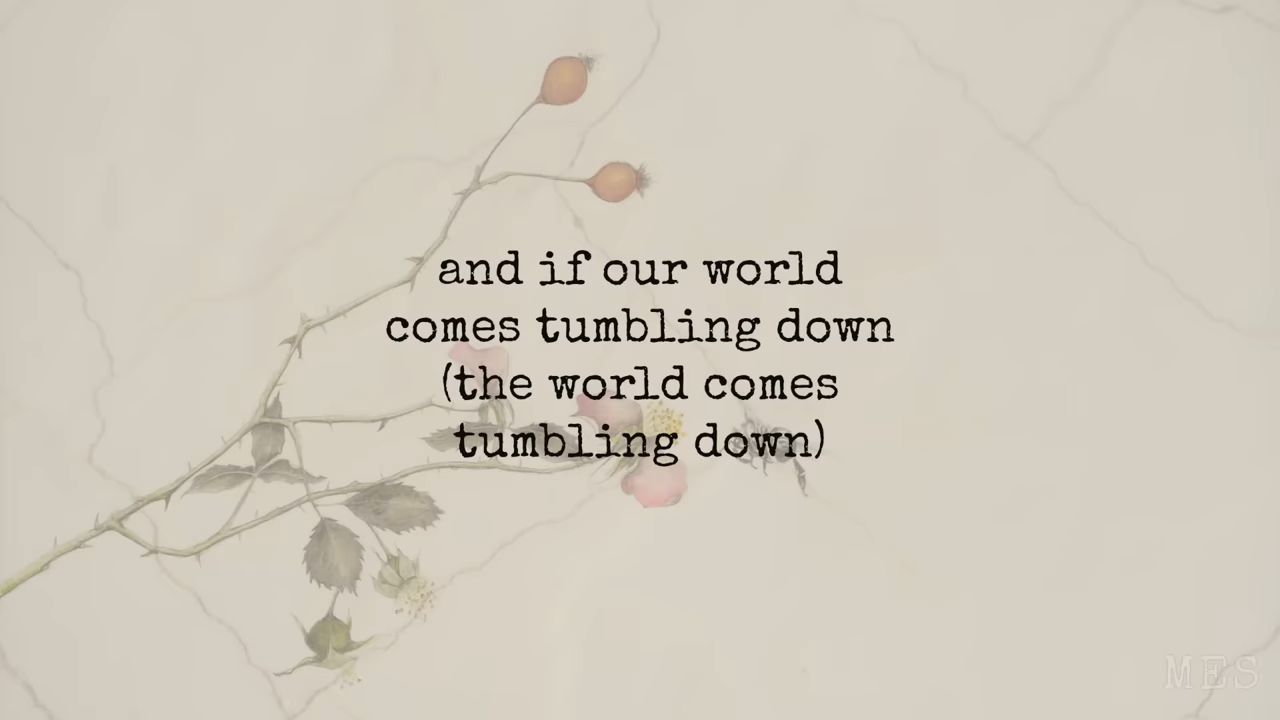 and if our world
comes tumbling down
(the world comes
tumbling down)
MES